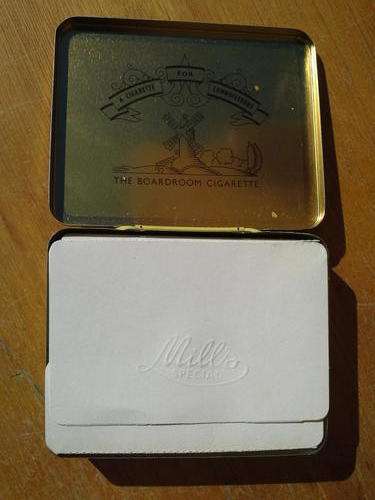 A CIGARETTE FOR CONNOISSEURS
THE BOARDROOM CIGARETTE
Mills
SPECIAL